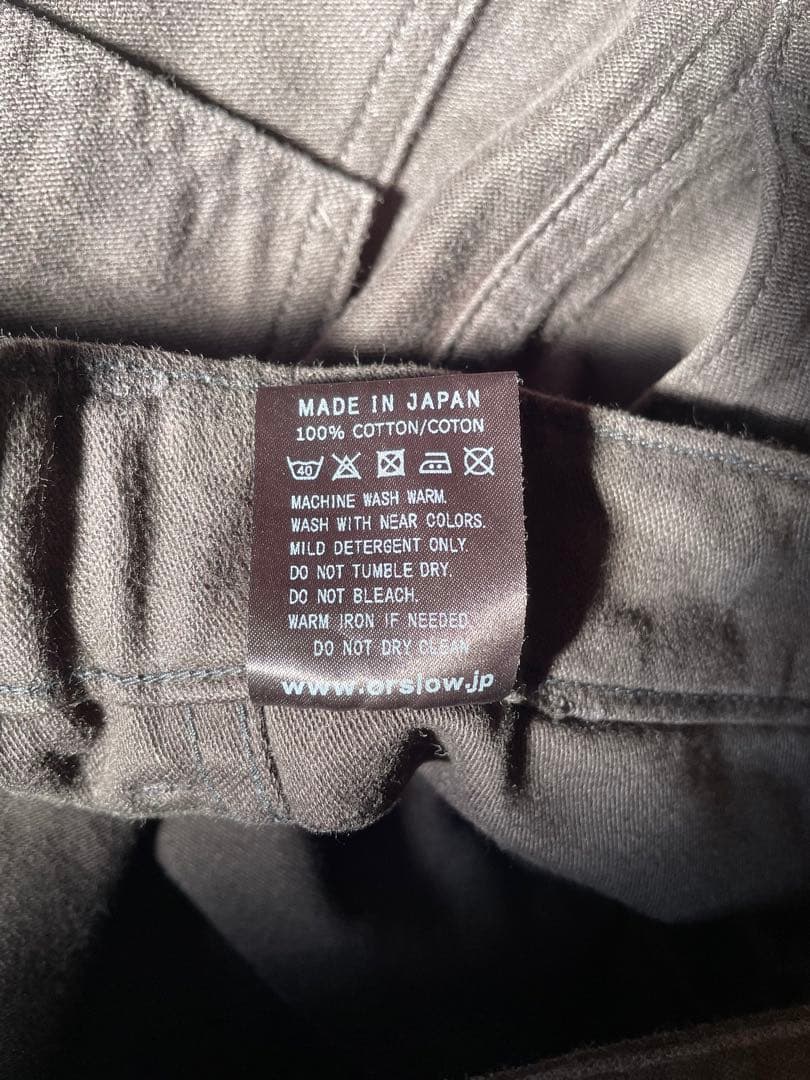 MADE IN JAPAN
100% COTTON/COTON
40
MACHINE WASH WARM.
WASH WITH NEAR COLORS.
MILD DETERGENT ONLY.
DO NOT TUMBLE DRY.
DO NOT BLEACH.
WARM IRON IF NEEDED
DO NOT DRY CLEAN
www.orslow.jp